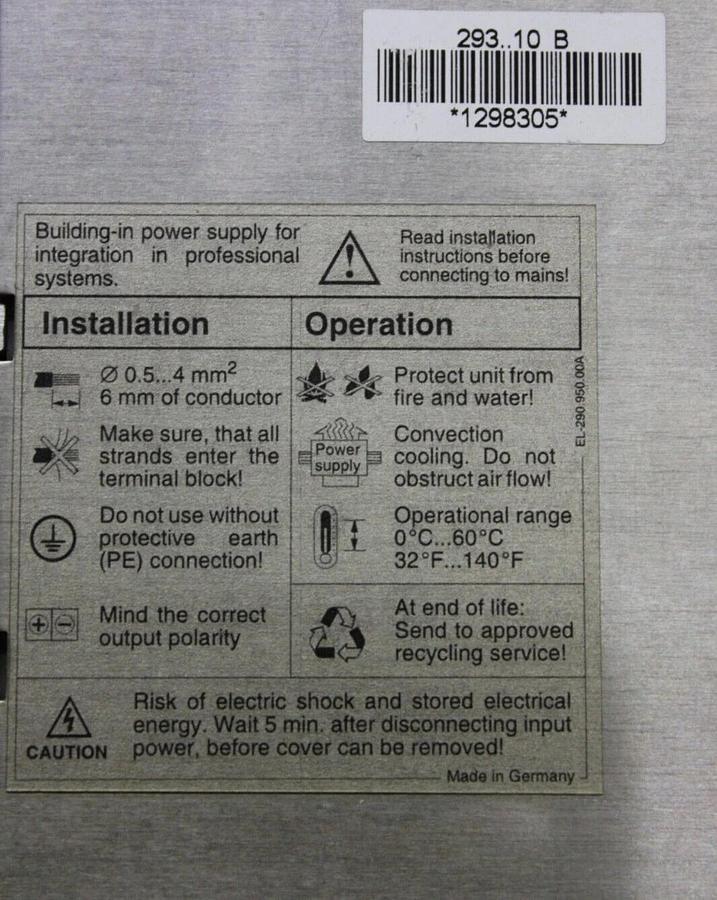 293..10 B
*1298305*
Building-in power supply for
integration in professional
systems.
Read installation
instructions before
connecting to mains!
Installation
Ø 0.5...4 mm²
6 mm of conductor
Make sure, that all
strands enter the
terminal block!
Do not use without
protective earth
(PE) connection!
Mind the correct
output polarity
Operation
Protect unit from
fire and water!
Power
supply
Convection
cooling. Do not
obstruct air flow!
Operational range
0°C...60°C
32°F...140°F
At end of life:
Send to approved
recycling service!
EL-290.950.00A
CAUTION
Risk of electric shock and stored electrical
energy. Wait 5 min. after disconnecting input
power, before cover can be removed!
Made in Germany